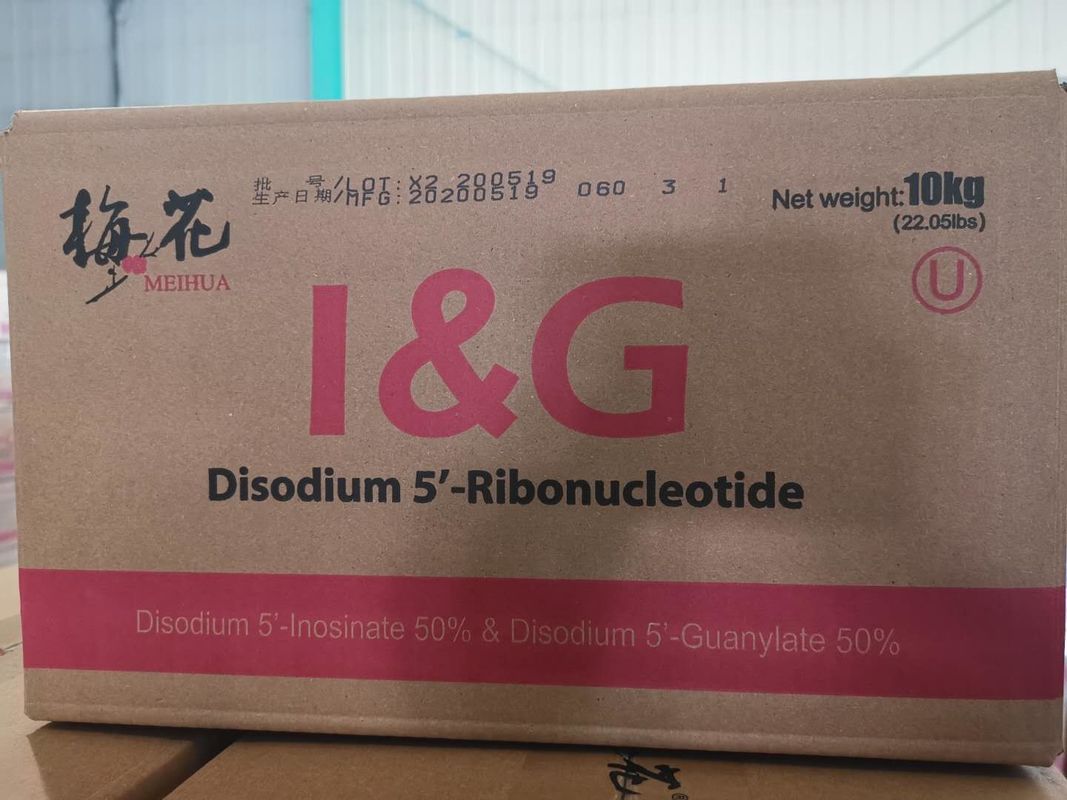 梅花
MEIHUA
批 号/LOT:X2 200519
生产日期/MFG:20200519 060 3 1
Net weight:10kg
(22.05lbs)
U
I&G
Disodium 5’-Ribonucleotide
Disodium 5’-Inosinate 50% & Disodium 5’-Guanylate 50%
花